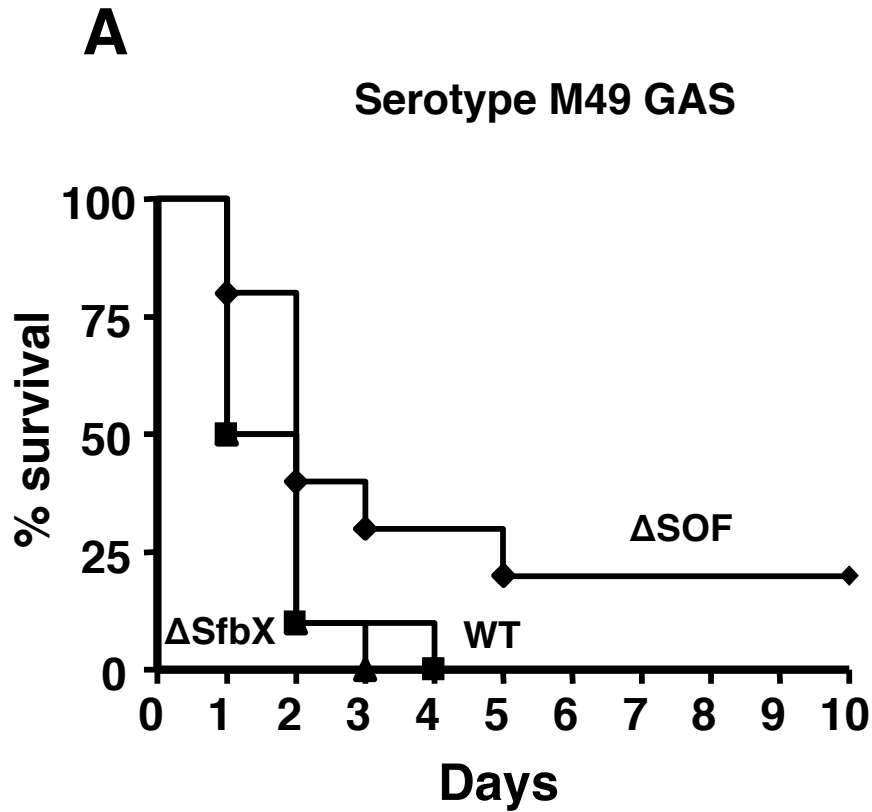 A
Serotype M49 GAS
100
75
50
25
0
% survival
ΔSOF
ΔSfbX
WT
0 1 2 3 4 5 6 7 8 9 10
Days